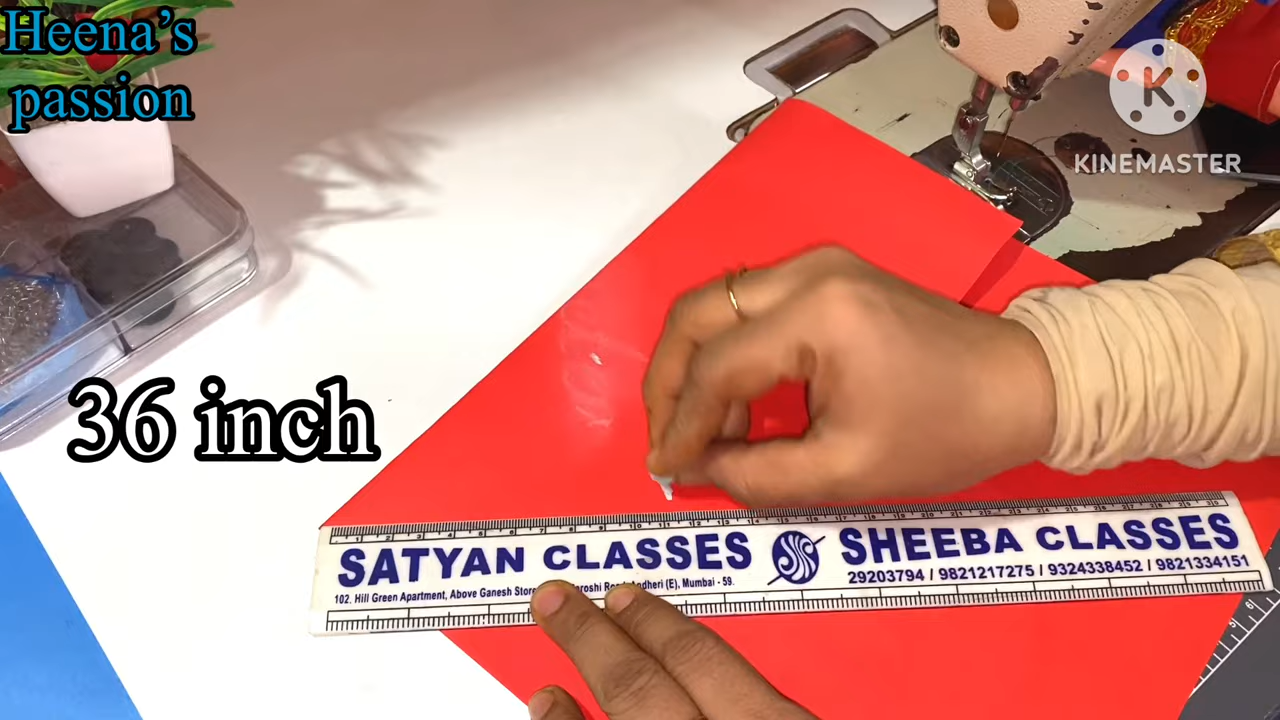 Heena's
passion
K
KINEMASTER
36 inch
SATYAN CLASSES
SHEEBA CLASSES
102, Hill Green Apartment, Above Ganesh Store
Andheri (E), Mumbai - 59.
29203794 / 9821217275 / 9324338452 / 9821334151